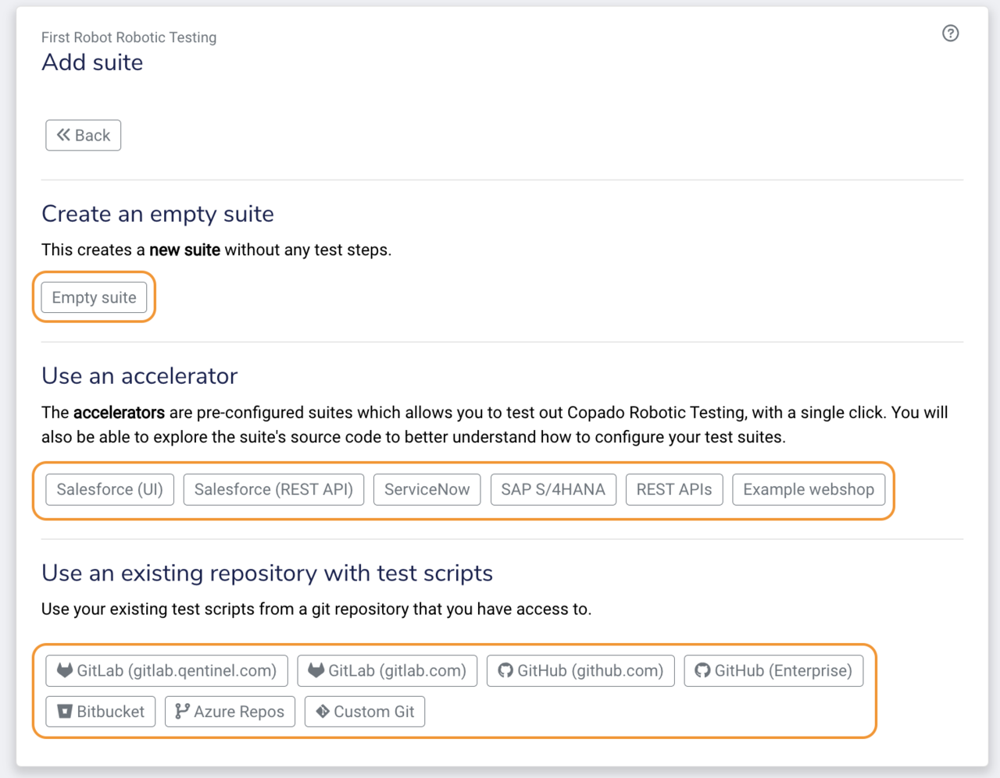 First Robot Robotic Testing
Add suite
Back
Create an empty suite
This creates a new suite without any test steps.
Empty suite
Use an accelerator
The accelerators are pre-configured suites which allows you to test out Copado Robotic Testing, with a single click. You will
also be able to explore the suite's source code to better understand how to configure your test suites.
Salesforce (UI) Salesforce (REST API) ServiceNow SAP S/4HANA REST APIs Example webshop
Use an existing repository with test scripts
Use your existing test scripts from a git repository that you have access to.
GitLab (gitlab.qentinel.com) GitLab (gitlab.com) GitHub (github.com) GitHub (Enterprise)
Bitbucket Azure Repos Custom Git